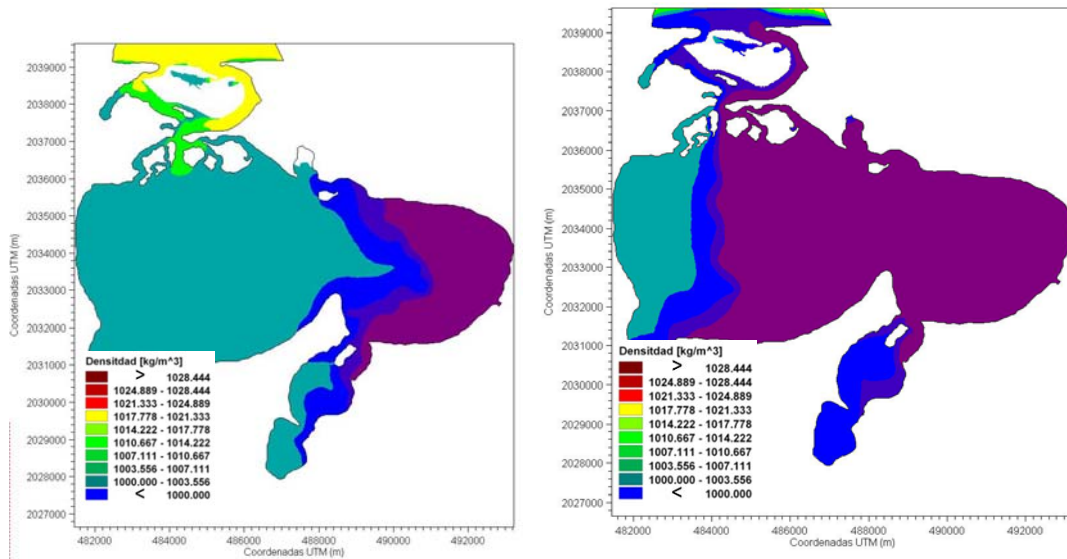 2039000
2038000
2037000
2036000
2035000
2034000
2033000
2032000
2031000
2030000
2029000
2028000
2027000
Coordenadas UTM (m)
Densitdad [kg/m^3]
> 1028.444
1024.889 - 1028.444
1021.333 - 1024.889
1017.778 - 1021.333
1014.222 - 1017.778
1010.667 - 1014.222
1007.111 - 1010.667
1003.556 - 1007.111
1000.000 - 1003.556
< 1000.000
482000 484000 486000 488000 490000 492000
Coordenadas UTM (m)
2039000
2038000
2037000
2036000
2035000
2034000
2033000
2032000
2031000
2030000
2029000
2028000
2027000
Coordenadas UTM (m)
Densitdad [kg/m^3]
> 1028.444
1024.889 - 1028.444
1021.333 - 1024.889
1017.778 - 1021.333
1014.222 - 1017.778
1010.667 - 1014.222
1007.111 - 1010.667
1003.556 - 1007.111
1000.000 - 1003.556
< 1000.000
482000 484000 486000 488000 490000 492000
Coordenadas UTM (m)